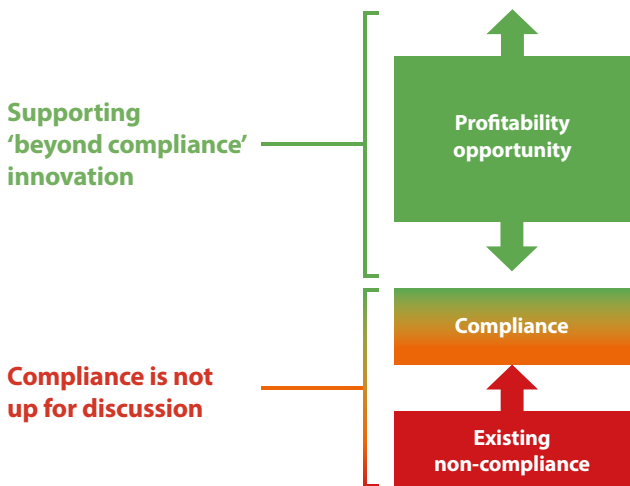 Supporting
‘beyond compliance’
innovation
Profitability
opportunity
Compliance
Compliance is not
up for discussion
Existing
non-compliance